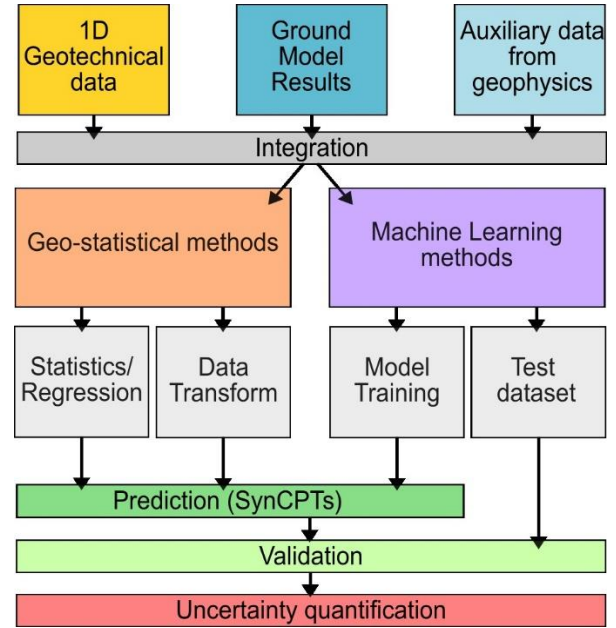 1D
Geotechnical
data
Ground
Model
Results
Auxiliary data
from
geophysics
Integration
Geo-statistical methods
Machine Learning
methods
Statistics/
Regression
Data
Transform
Model
Training
Test
dataset
Prediction (SynCPTs)
Validation
Uncertainty quantification